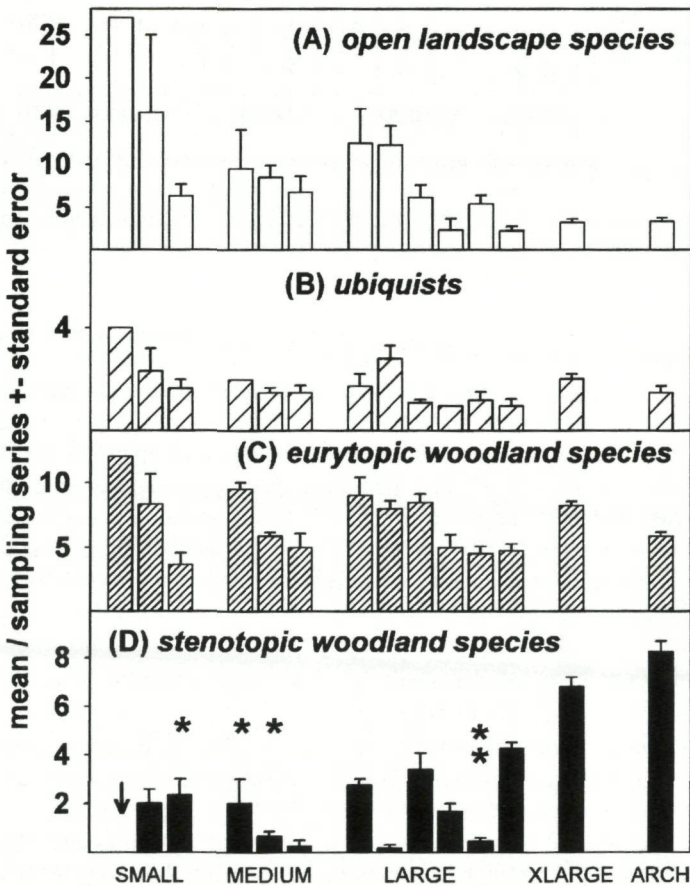 mean / sampling series +- standard error
(A) open landscape species
25
20
15
10
5
(B) ubiquists
4
(C) eurytopic woodland species
10
5
(D) stenotopic woodland species
8
6
4
2
* * * * *
SMALL MEDIUM LARGE XLARGE ARCH